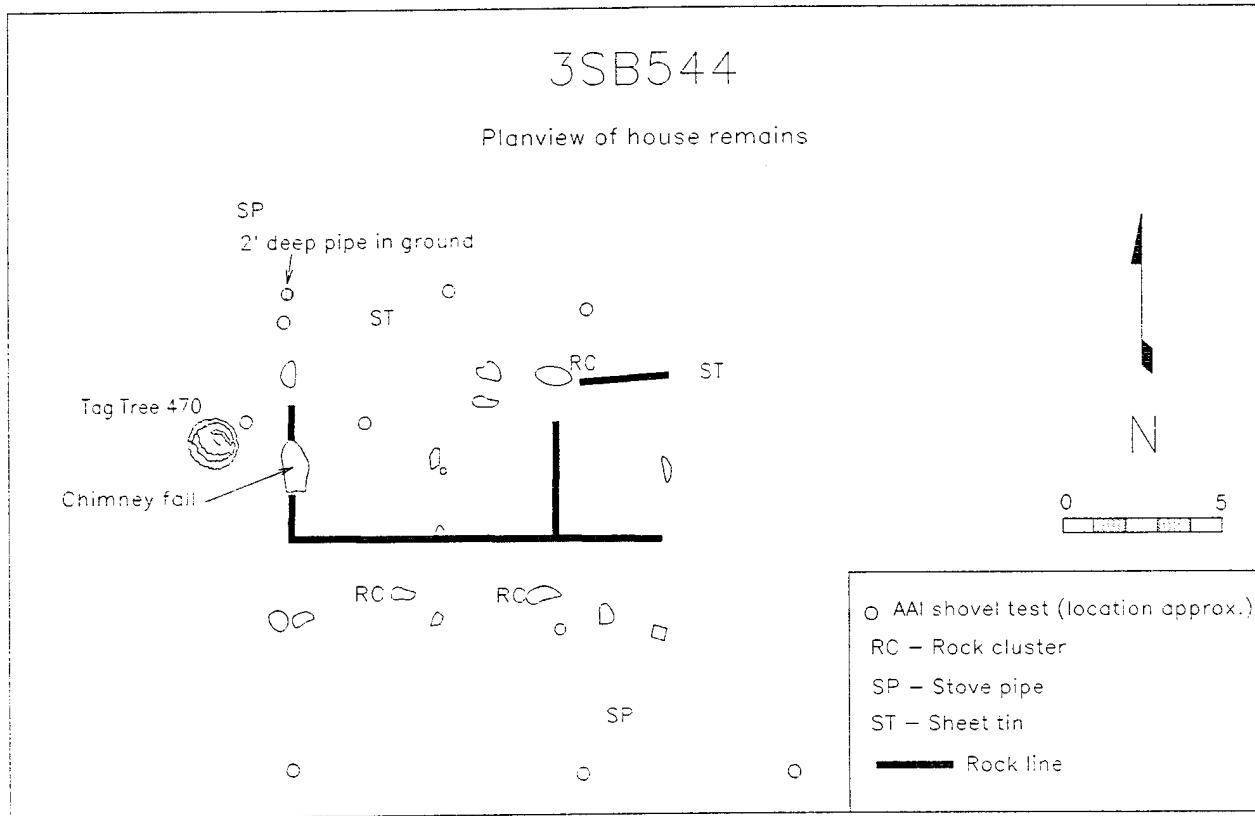 3SB544
Planview of house remains
SP
2' deep pipe in ground
ST
RC
ST
Tag Tree 470
Chimney fall
N
0 5
RC
RC
SP
AAI shovel test (location approx.)
RC – Rock cluster
SP – Stove pipe
ST – Sheet tin
Rock line